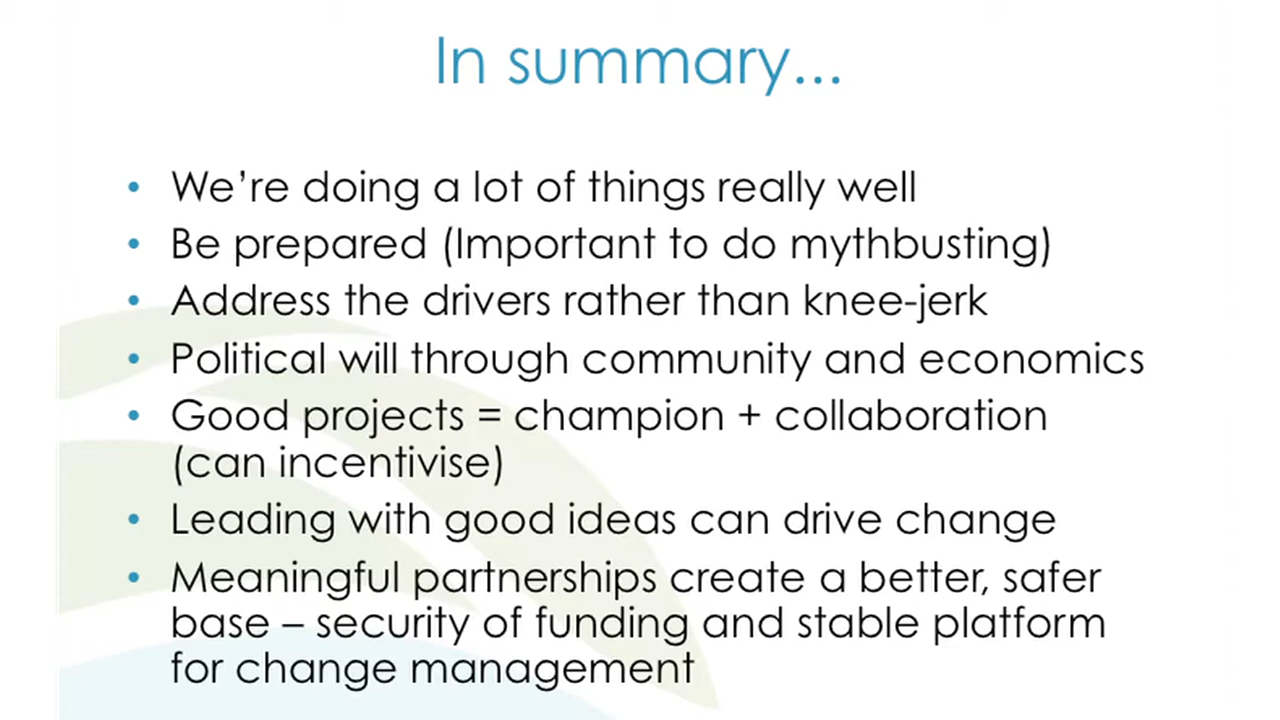 In summary...
• We’re doing a lot of things really well
• Be prepared (Important to do mythbusting)
• Address the drivers rather than knee-jerk
• Political will through community and economics
• Good projects = champion + collaboration
(can incentivise)
• Leading with good ideas can drive change
• Meaningful partnerships create a better, safer
base – security of funding and stable platform
for change management